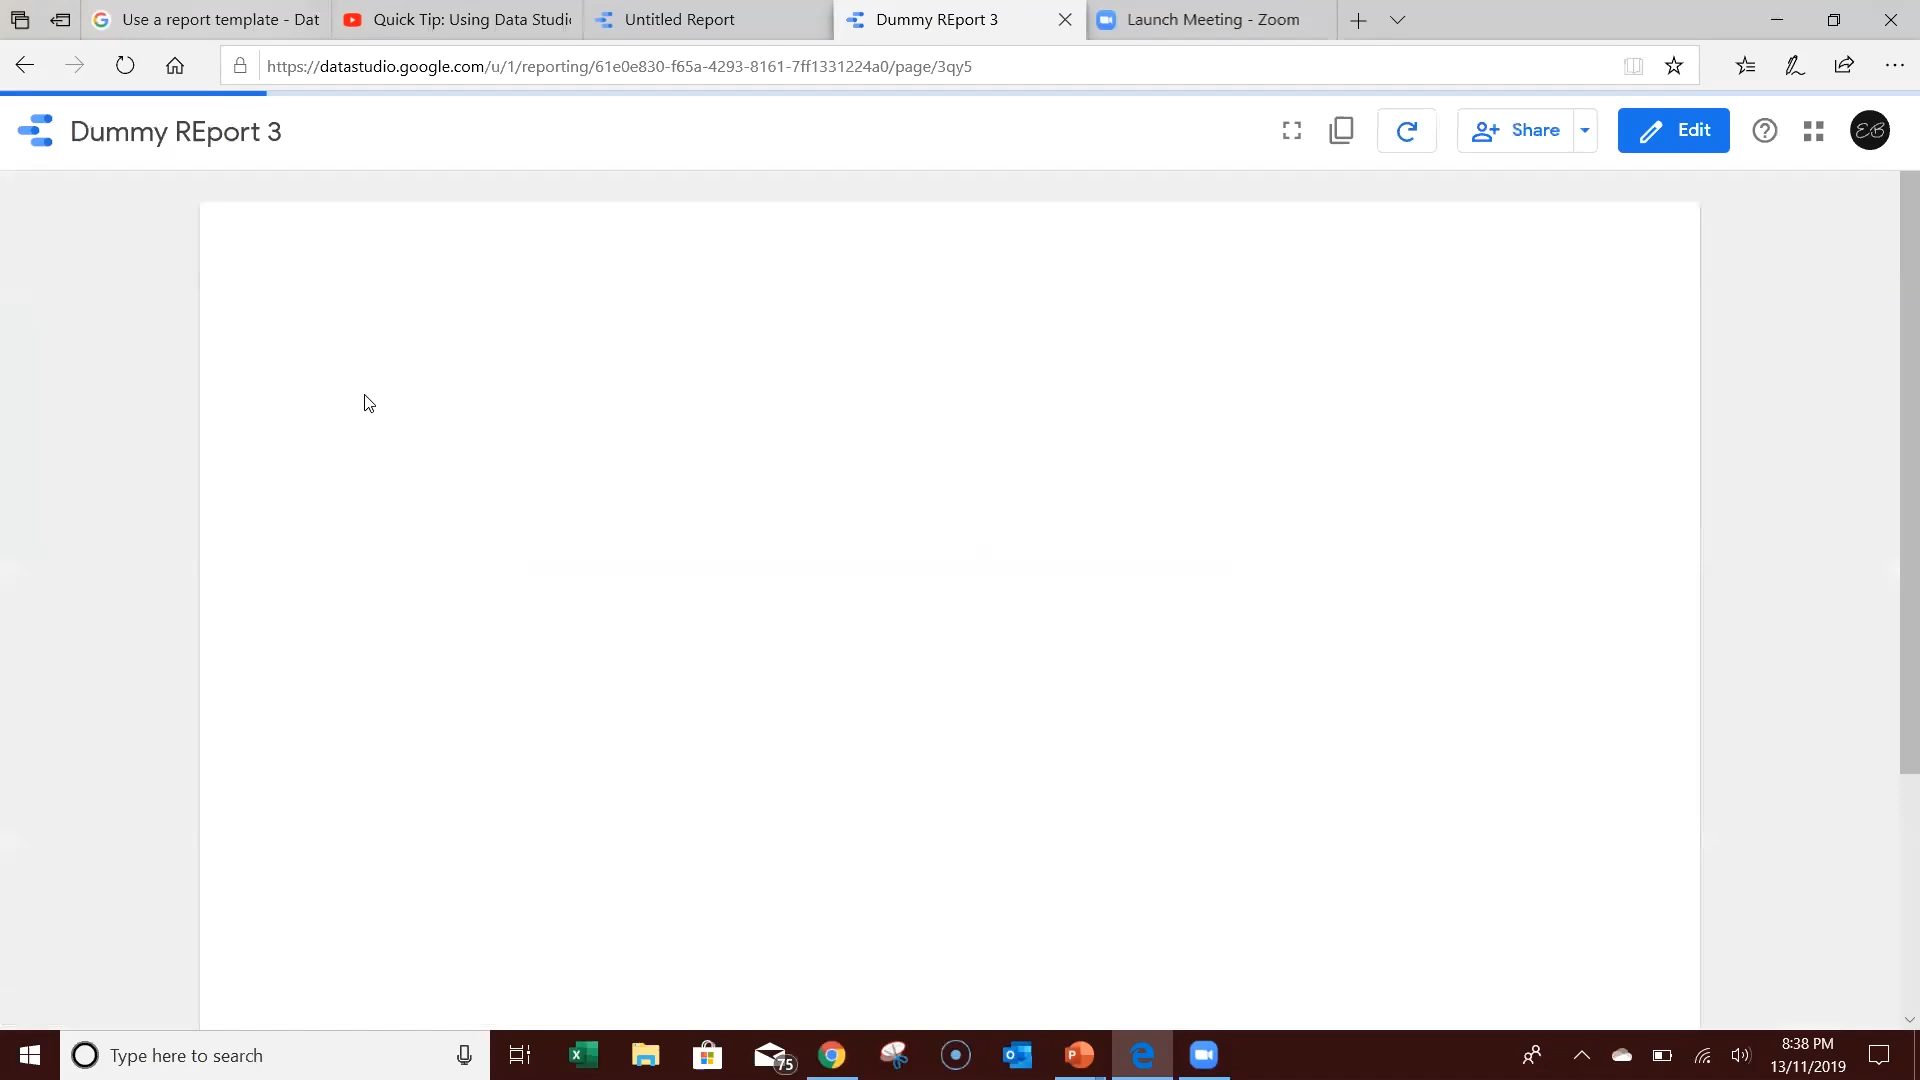 Use a report template - Dat
Quick Tip: Using Data Studi
Untitled Report
Dummy REport 3
Launch Meeting - Zoom
https://datastudio.google.com/u/1/reporting/61e0e830-f65a-4293-8161-7ff1331224a0/page/3qy5
Dummy REport 3
Share
Edit
EB
Type here to search
75
8:38 PM
13/11/2019